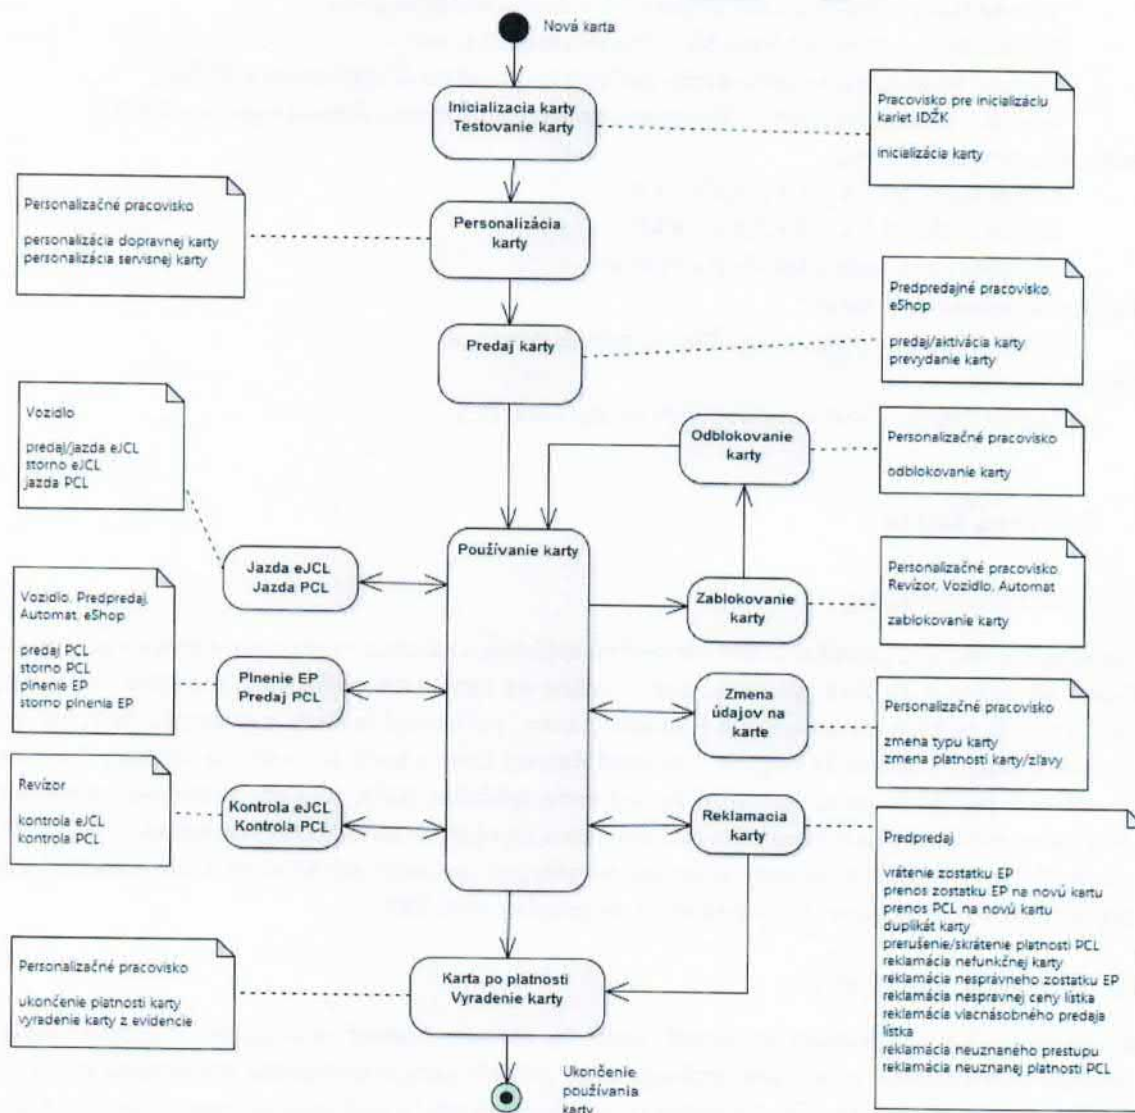 Nová karta
Inicializacia karty
Testovanie karty
Pracovisko pre inicializáciu
kariet IDŽK
inicializácia karty
Personalizačné pracovisko
personalizácia dopravnej karty
personalizácia servisnej karty
Personalizácia
karty
Predpredajné pracovisko,
eShop
predaj/aktivácia karty
prevydanie karty
Predaj karty
Vozidlo
predaj/jazda eJCL
storno eJCL
jazda PCL
Odblokovanie
karty
Personalizačné pracovisko
odblokovanie karty
Používanie karty
Jazda eJCL
Jazda PCL
Zablokovanie
karty
Personalizačné pracovisko,
Revízor, Vozidlo, Automat
zablokovanie karty
Vozidlo, Predpredaj,
Automat, eShop
predaj PCL
storno PCL
plnenie EP
storno plnenia EP
Plnenie EP
Predaj PCL
Zmena
údajov na
karte
Personalizačné pracovisko
zmena typu karty
zmena platnosti karty/zľavy
Revízor
kontrola eJCL
kontrola PCL
Kontrola eJCL
Kontrola PCL
Reklamacia
karty
Predpredaj
vrátenie zostatku EP
prenos zostatku EP na novú kartu
prenos PCL na novú kartu
duplikát karty
prerušenie/skrátenie platnosti PCL
reklamácia nefunkčnej karty
reklamácia nesprávneho zostatku EP
reklamácia nespravnej ceny lístka
reklamácia viacnásobného predaja
lístka
reklamácia neuznaného prestupu
reklamácia neuznanej platnosti PCL
Personalizačné pracovisko
ukončenie platnosti karty
vyradenie karty z evidencie
Karta po platnosti
Vyradenie karty
Ukončenie
používania
karty